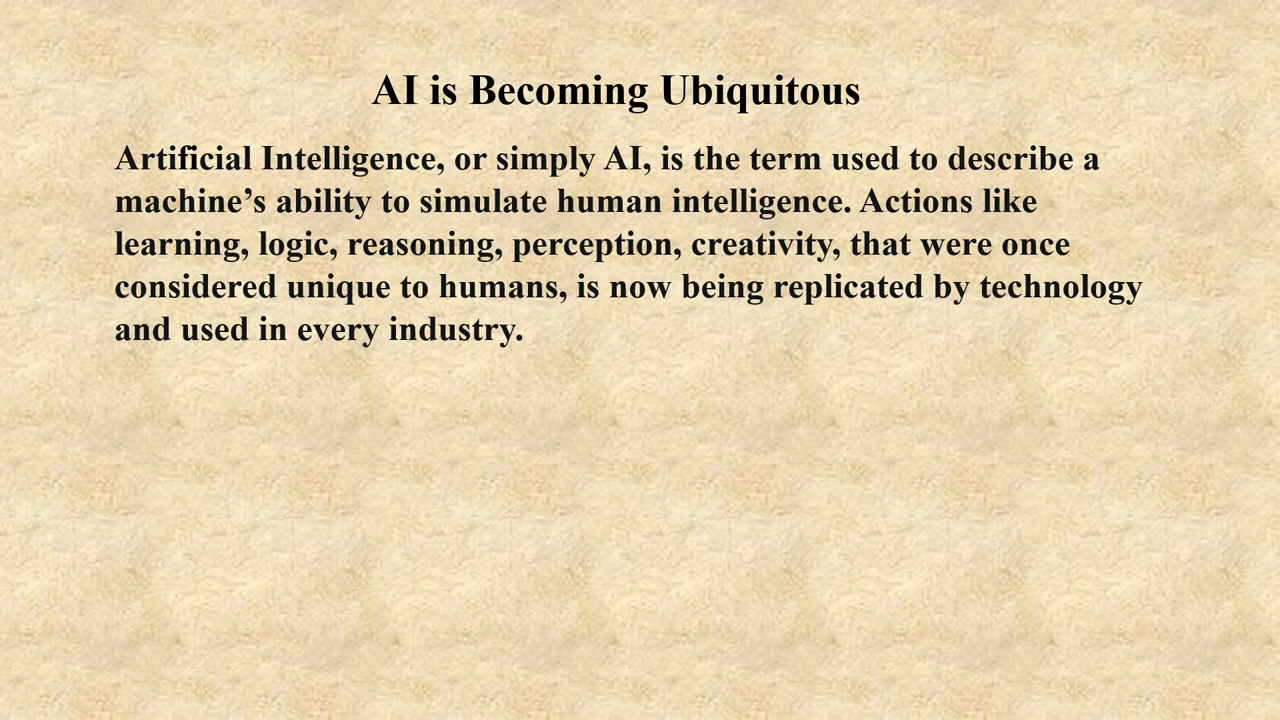 AI is Becoming Ubiquitous
Artificial Intelligence, or simply AI, is the term used to describe a
machine’s ability to simulate human intelligence. Actions like
learning, logic, reasoning, perception, creativity, that were once
considered unique to humans, is now being replicated by technology
and used in every industry.